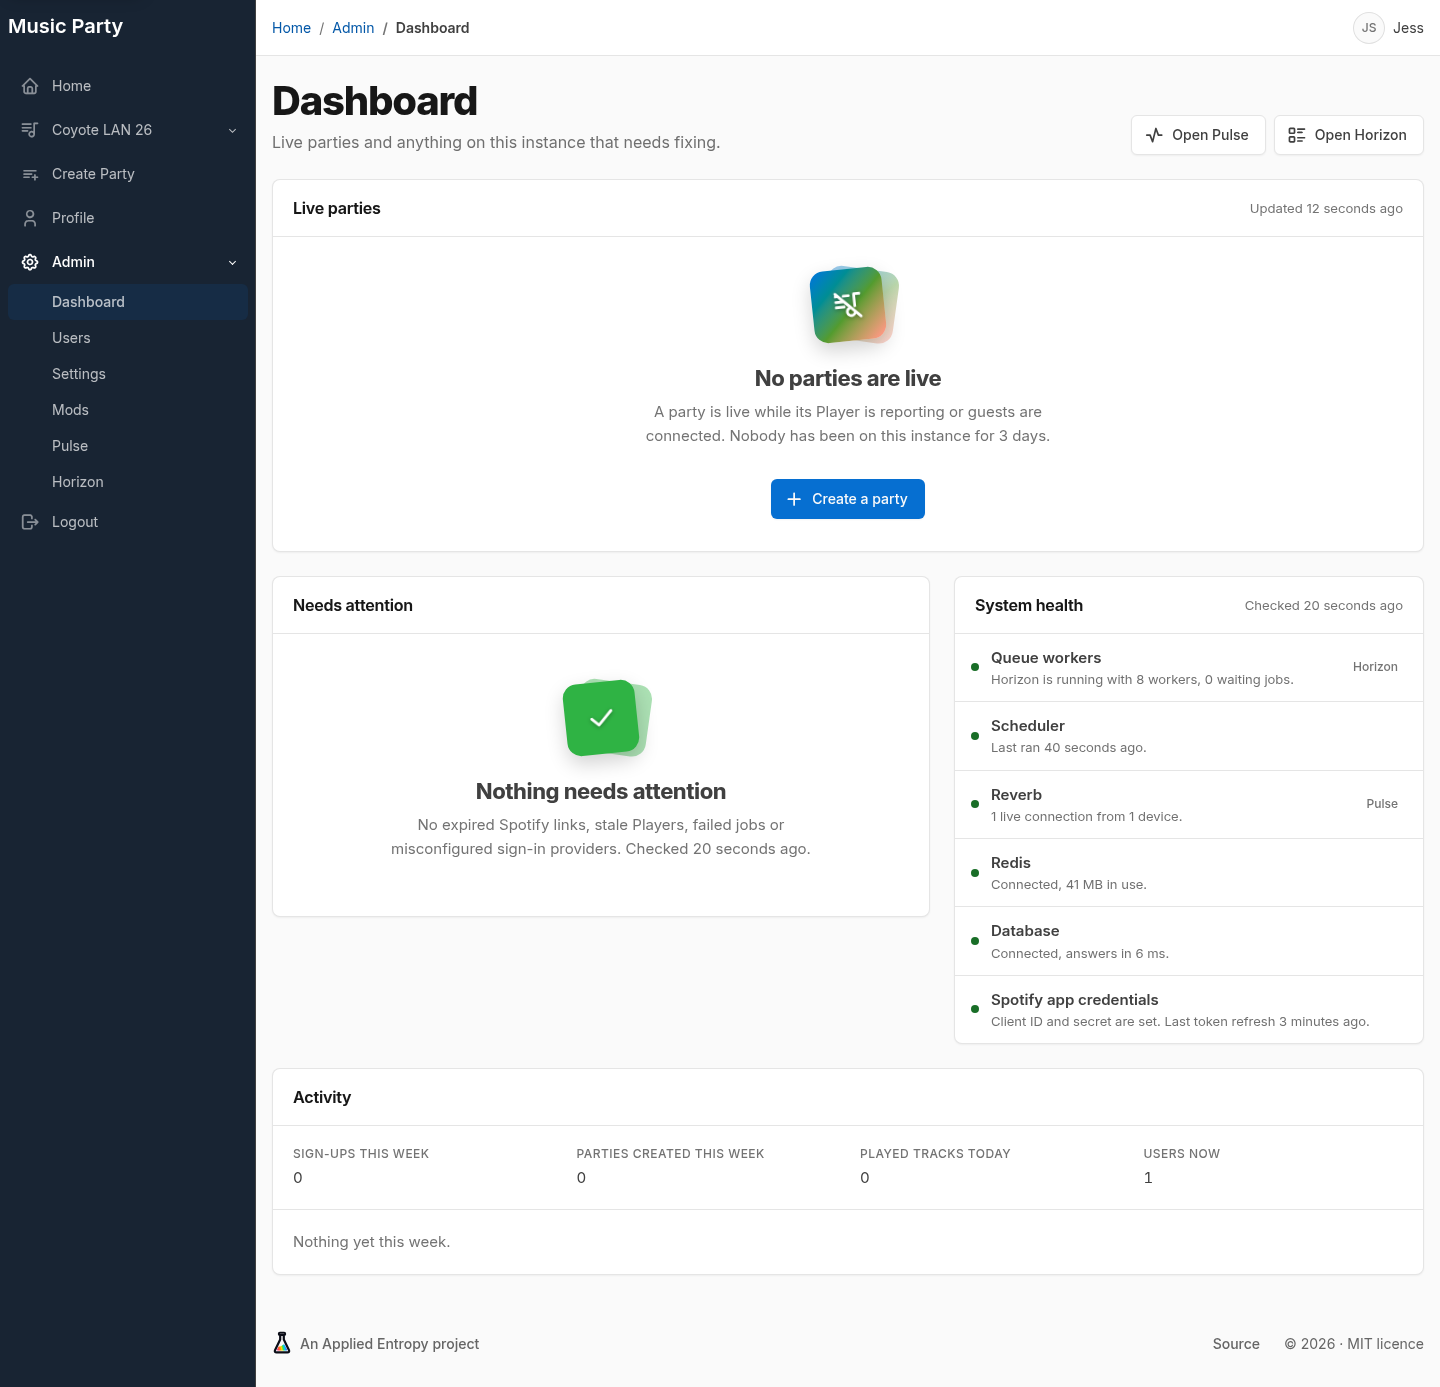 Music Party
Home
Coyote LAN 26
Create Party
Profile
Admin
Dashboard
Users
Settings
Mods
Pulse
Horizon
Logout
Home / Admin / Dashboard
JS Jess
Dashboard
Live parties and anything on this instance that needs fixing.
Open Pulse
Open Horizon
Live parties
Updated 12 seconds ago
No parties are live
A party is live while its Player is reporting or guests are
connected. Nobody has been on this instance for 3 days.
Create a party
Needs attention
Nothing needs attention
No expired Spotify links, stale Players, failed jobs or
misconfigured sign-in providers. Checked 20 seconds ago.
System health
Checked 20 seconds ago
Queue workers
Horizon is running with 8 workers, 0 waiting jobs.
Horizon
Scheduler
Last ran 40 seconds ago.
Reverb
1 live connection from 1 device.
Pulse
Redis
Connected, 41 MB in use.
Database
Connected, answers in 6 ms.
Spotify app credentials
Client ID and secret are set. Last token refresh 3 minutes ago.
Activity
SIGN-UPS THIS WEEK
0
PARTIES CREATED THIS WEEK
0
PLAYED TRACKS TODAY
0
USERS NOW
1
Nothing yet this week.
An Applied Entropy project
Source
© 2026 · MIT licence